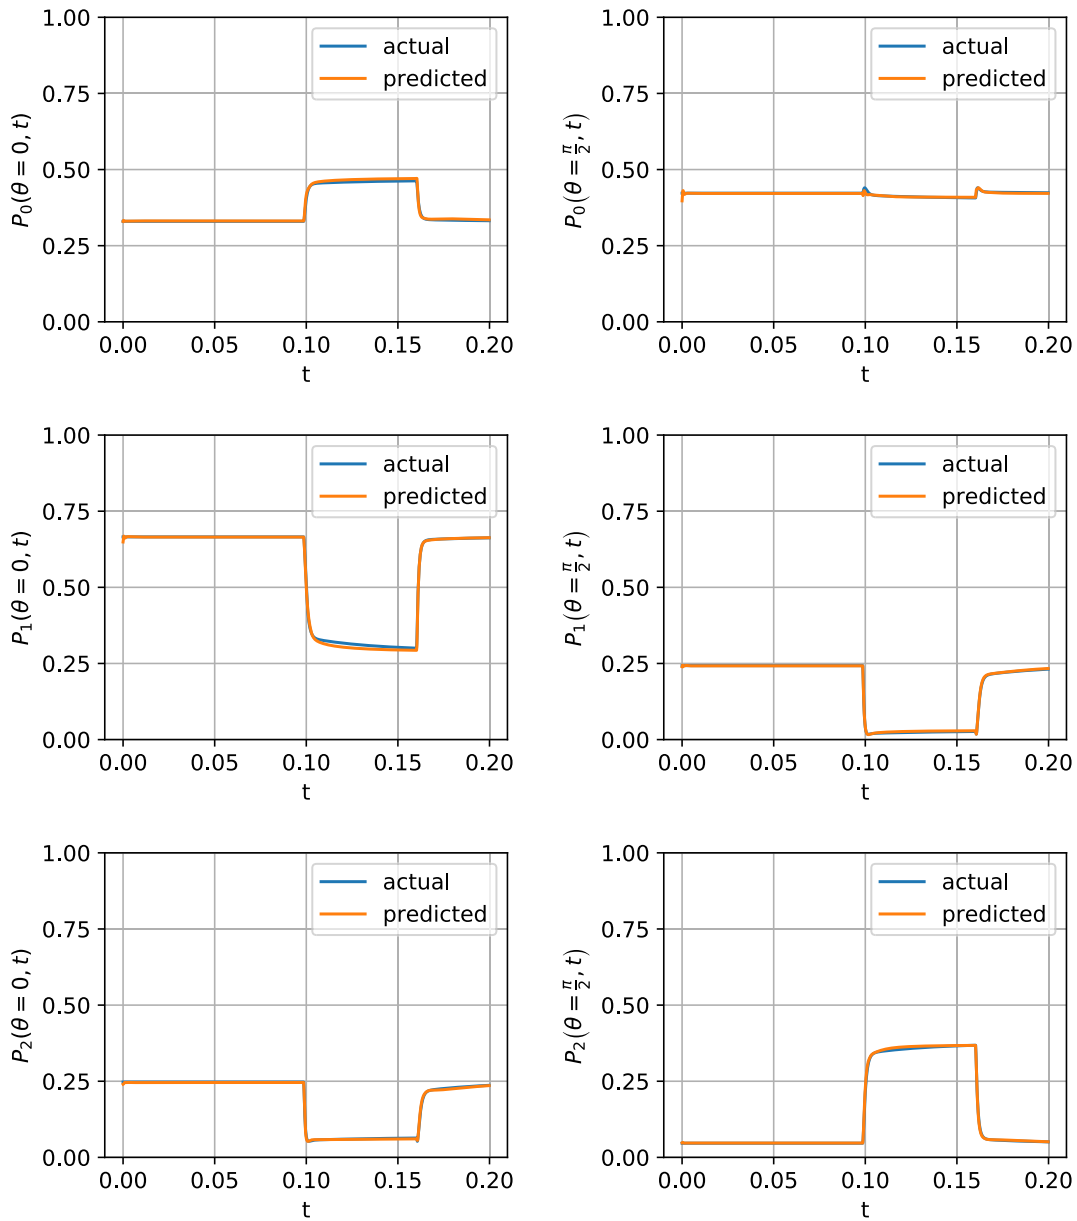 1.00
0.75
0.50
0.25
0.00
P₀(θ = 0, t)
actual
predicted
0.00 0.05 0.10 0.15 0.20
t
1.00
0.75
0.50
0.25
0.00
P₀(θ = π/2, t)
actual
predicted
0.00 0.05 0.10 0.15 0.20
t
1.00
0.75
0.50
0.25
0.00
P₁(θ = 0, t)
actual
predicted
0.00 0.05 0.10 0.15 0.20
t
1.00
0.75
0.50
0.25
0.00
P₁(θ = π/2, t)
actual
predicted
0.00 0.05 0.10 0.15 0.20
t
1.00
0.75
0.50
0.25
0.00
P₂(θ = 0, t)
actual
predicted
0.00 0.05 0.10 0.15 0.20
t
1.00
0.75
0.50
0.25
0.00
P₂(θ = π/2, t)
actual
predicted
0.00 0.05 0.10 0.15 0.20
t